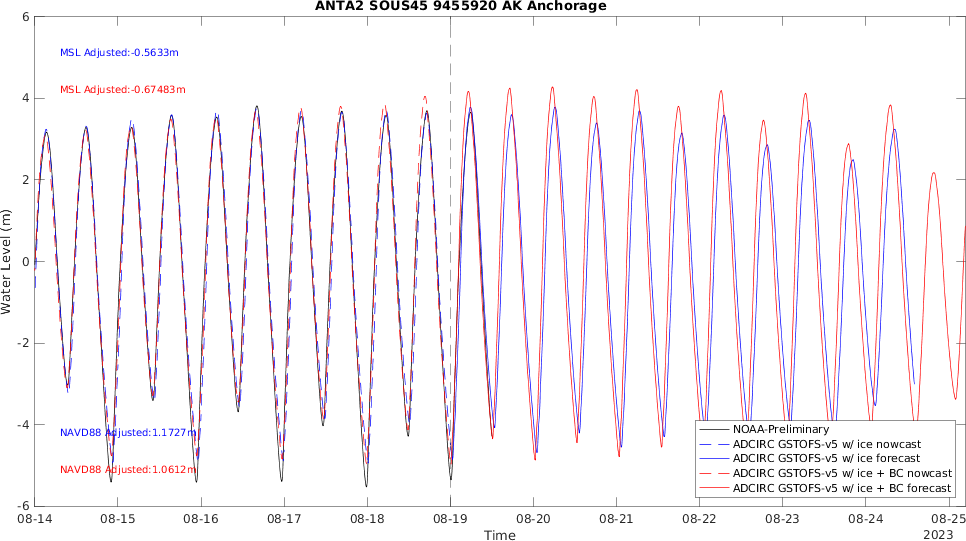 ANTA2 SOUS45 9455920 AK Anchorage
6
4
2
0
-2
-4
-6
Water Level (m)
MSL Adjusted:-0.5633m
MSL Adjusted:-0.67483m
NAVD88 Adjusted:1.1727m
NAVD88 Adjusted:1.0612m
NOAA-Preliminary
ADCIRC GSTOFS-v5 w/ ice nowcast
ADCIRC GSTOFS-v5 w/ ice forecast
ADCIRC GSTOFS-v5 w/ ice + BC nowcast
ADCIRC GSTOFS-v5 w/ ice + BC forecast
08-14 08-15 08-16 08-17 08-18 08-19 08-20 08-21 08-22 08-23 08-24 08-25
Time
2023